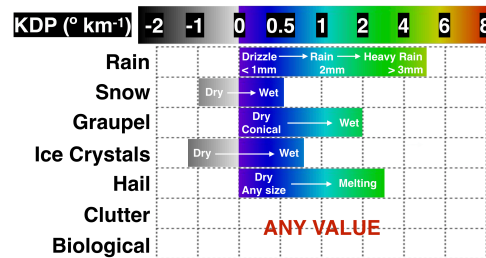 KDP (º km-1) -2 -1 0 0.5 1 2 4 6 8
Rain Drizzle Rain Heavy Rain
< 1mm 2mm > 3mm
Snow Dry Wet
Graupel Dry Wet
Conical
Ice Crystals Dry Wet
Hail Dry Melting
Any size
Clutter
ANY VALUE
Biological